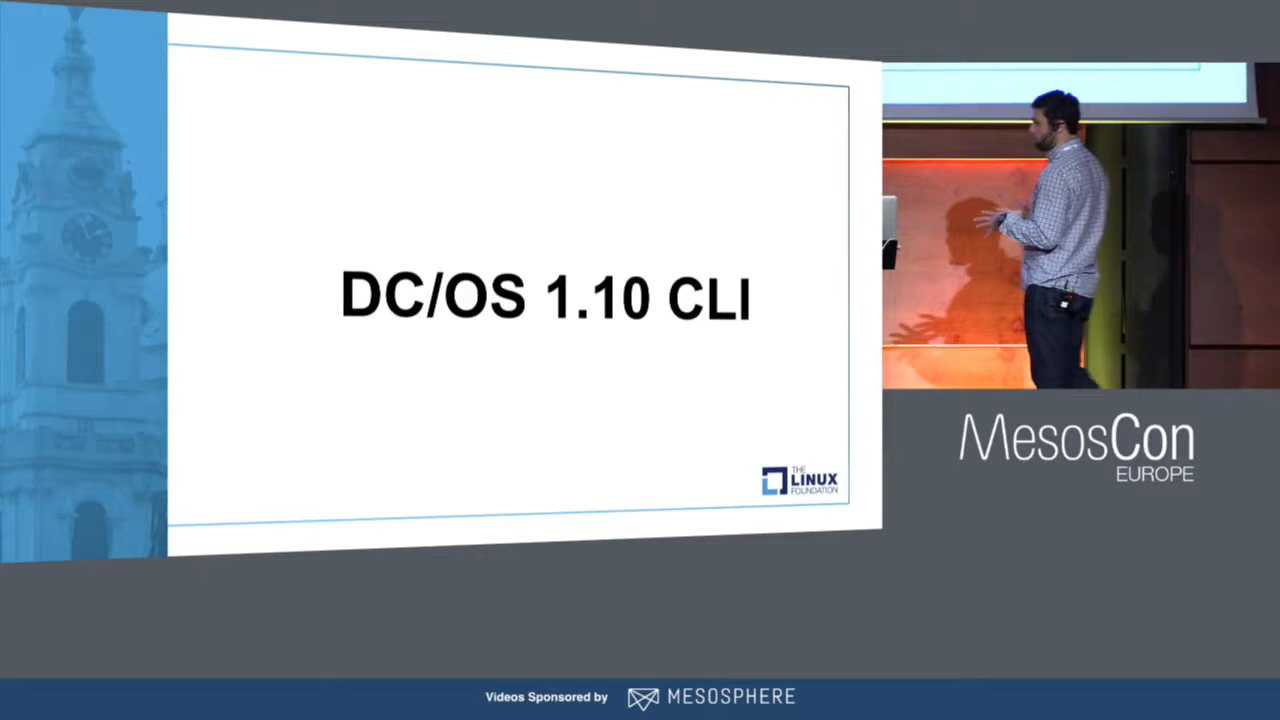 DC/OS 1.10 CLI
THE
LINUX
FOUNDATION
MesosCon
EUROPE
Videos Sponsored by MESOSPHERE